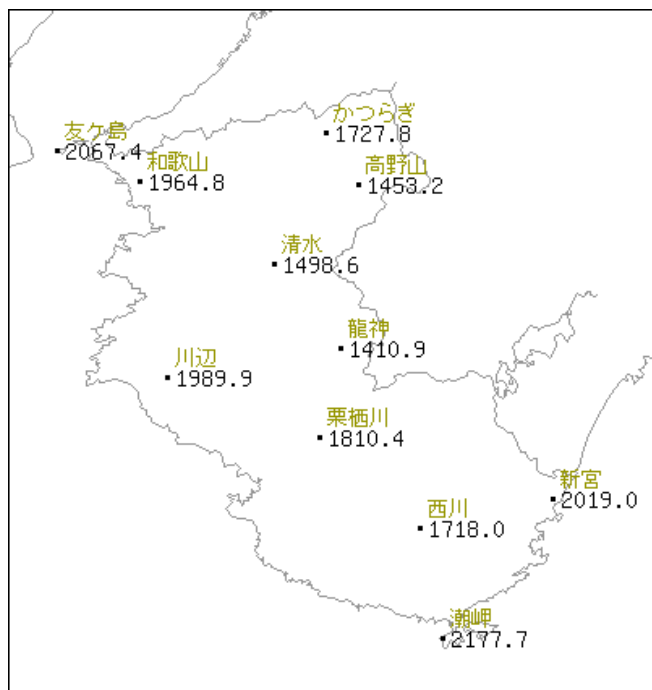 かつらぎ
1727.8
友ケ島
2067.4
和歌山
1964.8
高野山
1453.2
清水
1498.6
龍神
1410.9
川辺
1989.9
栗栖川
1810.4
新宮
2019.0
西川
1718.0
潮岬
2177.7